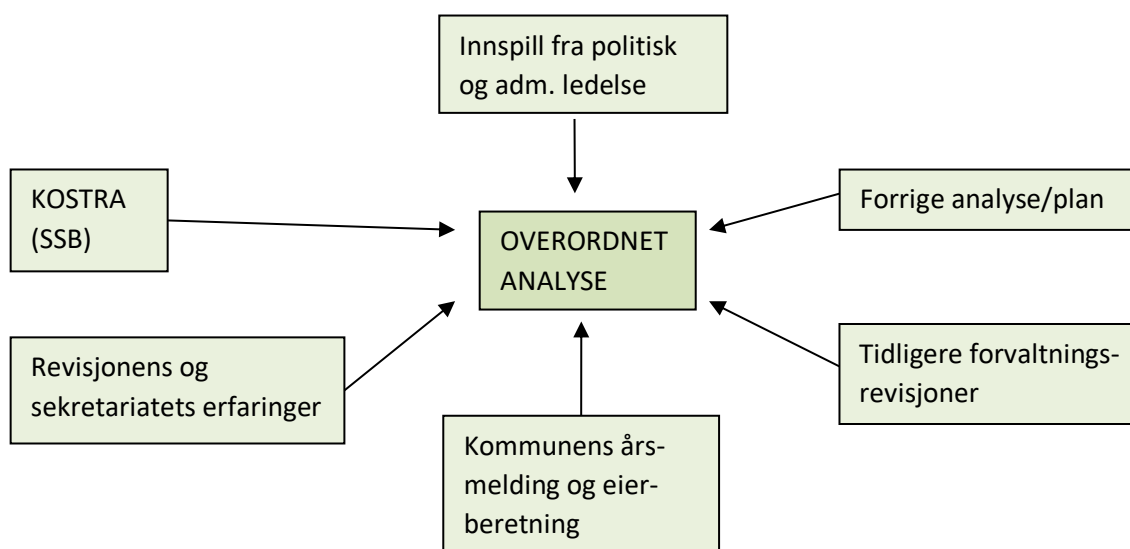 Innspill fra politisk
og adm. ledelse
KOSTRA
(SSB)
Forrige analyse/plan
OVERORDNET
ANALYSE
Revisjonens og
sekretariatets erfaringer
Tidligere forvaltnings-
revisjoner
Kommunens års-
melding og eier-
beretning